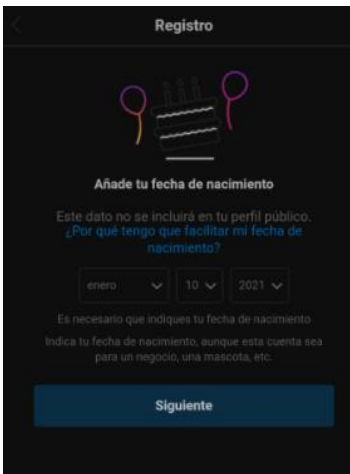 Registro
Añade tu fecha de nacimiento
Este dato no se incluirá en tu perfil público.
¿Por qué tengo que facilitar mi fecha de
nacimiento?
enero 10 2021
Es necesario que indiques tu fecha de nacimiento
Indica tu fecha de nacimiento, aunque esta cuenta sea
para un negocio, una mascota, etc.
Siguiente